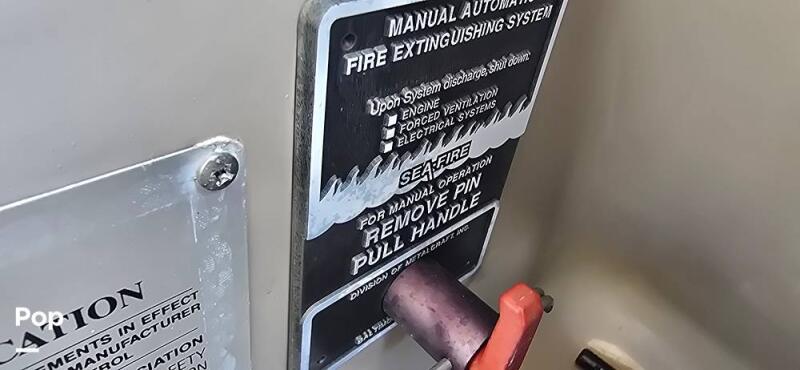 MANUAL AUTOMATIC
FIRE EXTINGUISHING SYSTEM
Upon System discharge, shut down:
ENGINE
FORCED VENTILATION
ELECTRICAL SYSTEMS
SEA-FIRE
FOR MANUAL OPERATION
REMOVE PIN
PULL HANDLE
DIVISION OF METALCRAFT, INC.
CATION
EMENTS IN EFFECT
MANUFACTURER
ROL
CIATION
FETY
ON
Pop